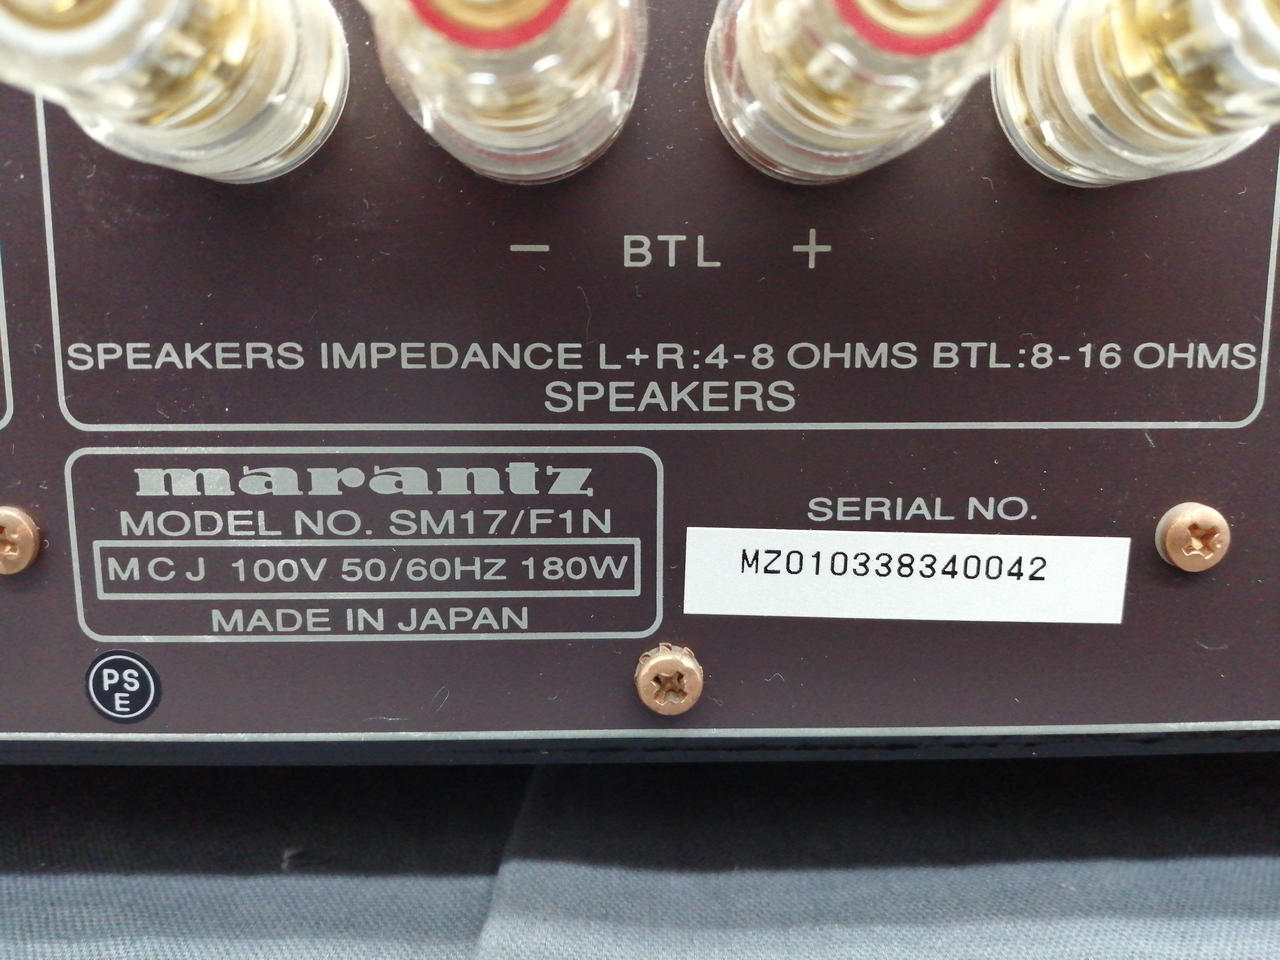 − BTL +
SPEAKERS IMPEDANCE L+R:4-8 OHMS BTL:8-16 OHMS
SPEAKERS
marantz
MODEL NO. SM17/F1N
MCJ 100V 50/60HZ 180W
MADE IN JAPAN
SERIAL NO.
MZ010338340042
PS
E